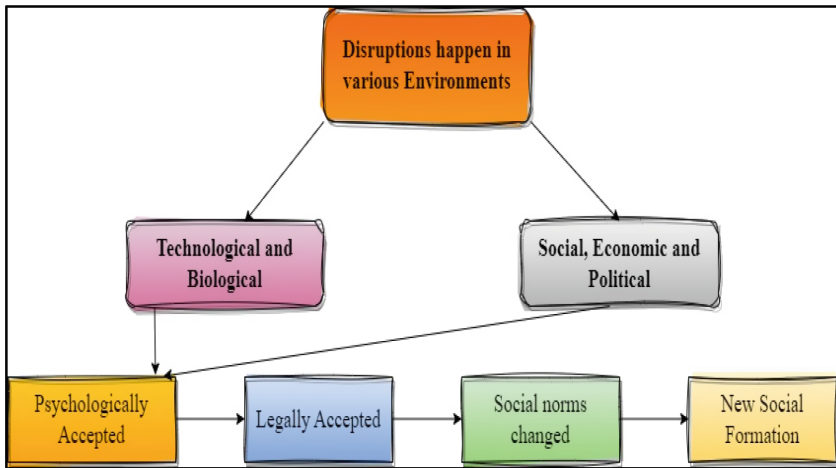 Disruptions happen in
various Environments
Technological and
Biological
Social, Economic and
Political
Psychologically
Accepted
Legally Accepted
Social norms
changed
New Social
Formation